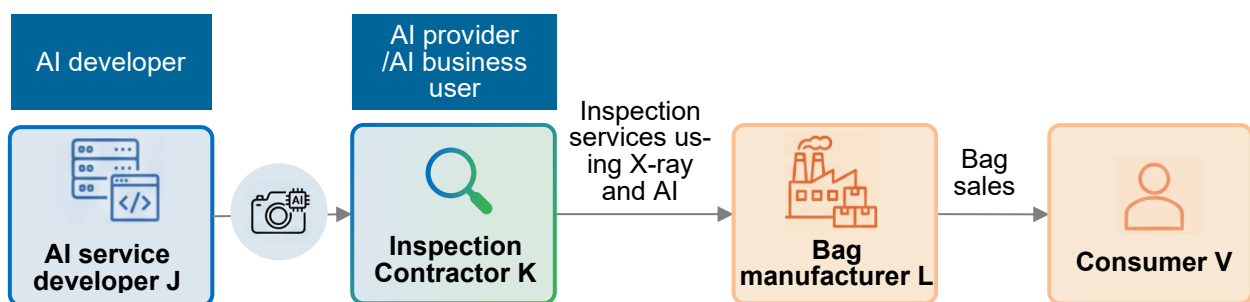 AI developer
AI provider
/AI business
user
Inspection
services us-
ing X-ray
and AI
Bag
sales
AI
AI service
developer J
Inspection
Contractor K
Bag
manufacturer L
Consumer V